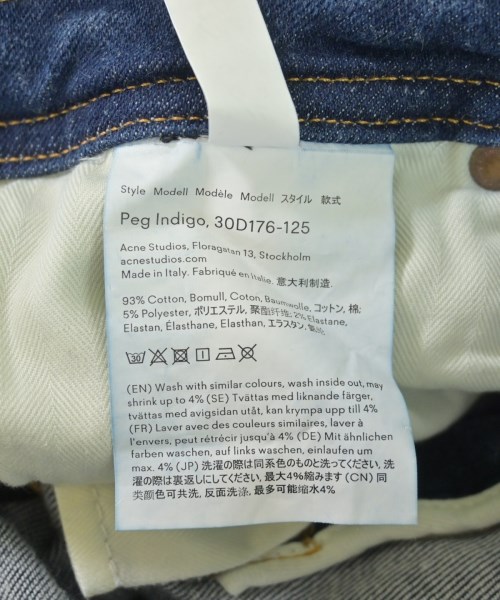 Style Modell Modèle Modell スタイル 款式
Peg Indigo, 30D176-125
Acne Studios, Floragatan 13, Stockholm
acnestudios.com
Made in Italy. Fabriqué en Italie. 意大利制造.
93% Cotton, Bomull, Coton, Baumwolle, コットン, 棉;
5% Polyester, ポリエステル, 聚酯纤维; 2% Elastane,
Elastan, Élasthane, Elasthan, エラスタン,
30
(EN) Wash with similar colours, wash inside out, may
shrink up to 4% (SE) Tvättas med liknande färger,
tvättas med avigsidan utåt, kan krympa upp till 4%
(FR) Laver avec des couleurs similaires, laver à
l'envers, peut rétrécir jusqu'à 4% (DE) Mit ähnlichen
farben waschen, auf links waschen, einlaufen um
max. 4% (JP) 洗濯の際は同系色のものと洗ってください, 洗
濯の際は裏返しにしてください, 最大4%縮みます (CN) 同
类颜色可共洗, 反面洗涤, 最多可能缩水4%